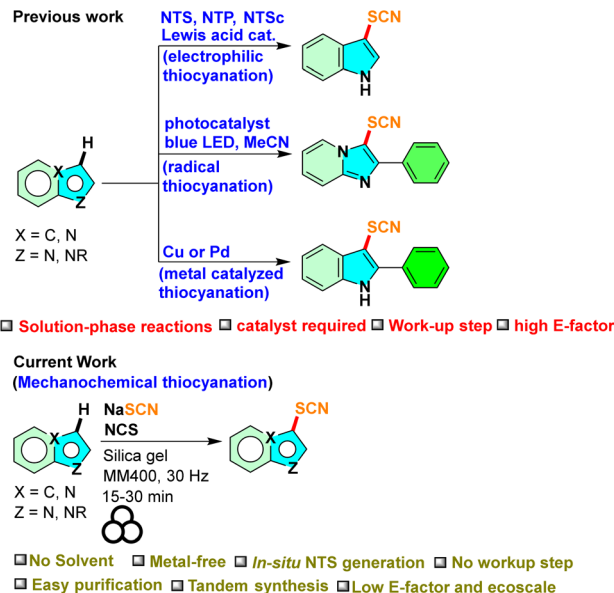 Previous work
NTS, NTP, NTSc
Lewis acid cat.
(electrophilic
thiocyanation)
SCN
N
H
photocatalyst
blue LED, MeCN
(radical
thiocyanation)
SCN
N
N
H
X
Z
X = C, N
Z = N, NR
Cu or Pd
(metal catalyzed
thiocyanation)
SCN
N
H
Solution-phase reactions catalyst required Work-up step high E-factor
Current Work
(Mechanochemical thiocyanation)
H
X
Z
X = C, N
Z = N, NR
NaSCN
NCS
Silica gel
MM400, 30 Hz
15-30 min
SCN
X
Z
No Solvent Metal-free In-situ NTS generation No workup step
Easy purification Tandem synthesis Low E-factor and ecoscale